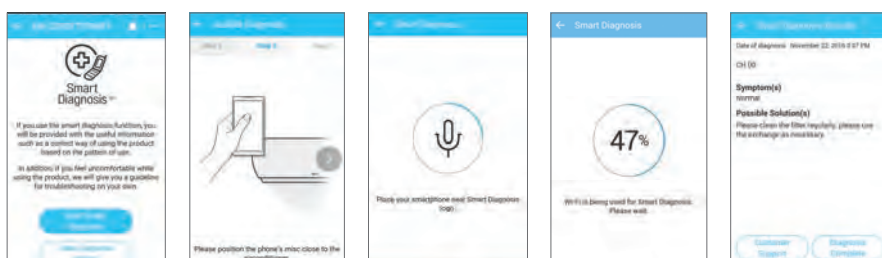 Smart
Diagnosis
If you use the smart diagnosis function, you
will be provided with the useful information
such as a correct way of using the product
based on the pattern of use.
In addition, if you feel uncomfortable while
using the product, we will give you a guideline
for troubleshooting on your own.
Audible Diagnosis
Step 2
Please position the phone's misc close to the
Smart Diagnosis
Place your smartphone near Smart Diagnosis
logo.
Smart Diagnosis
47%
Wi-Fi is being used for Smart Diagnosis.
Please wait.
Date of diagnosis November 22, 2016
CH 00
Symptom(s)
normal
Possible Solution(s)
Please clean the filter regularly, please use
the exchange as necessary.
Customer
Support
Diagnosis
Complete